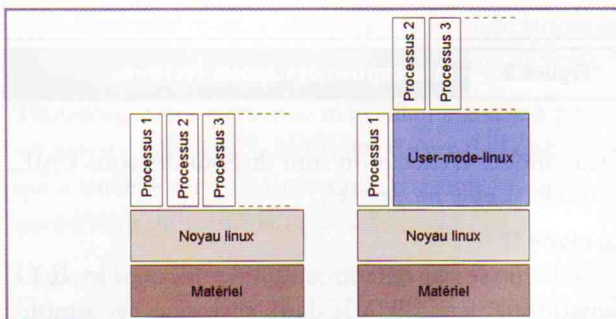 Processus 1
Processus 2
Processus 3
Noyau linux
Matériel
Processus 2
Processus 3
Processus 1
User-mode-linux
Noyau linux
Matériel